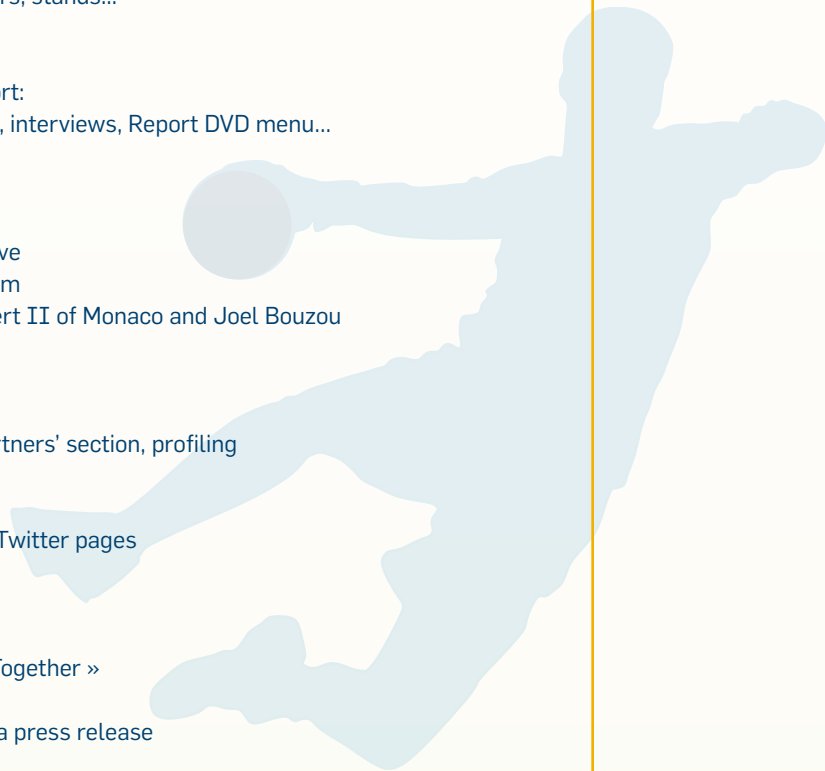 rs, stands...
rt:
, interviews, Report DVD menu...
ve
m
ert II of Monaco and Joel Bouzou
tners’ section, profiling
Twitter pages
Together »
a press release